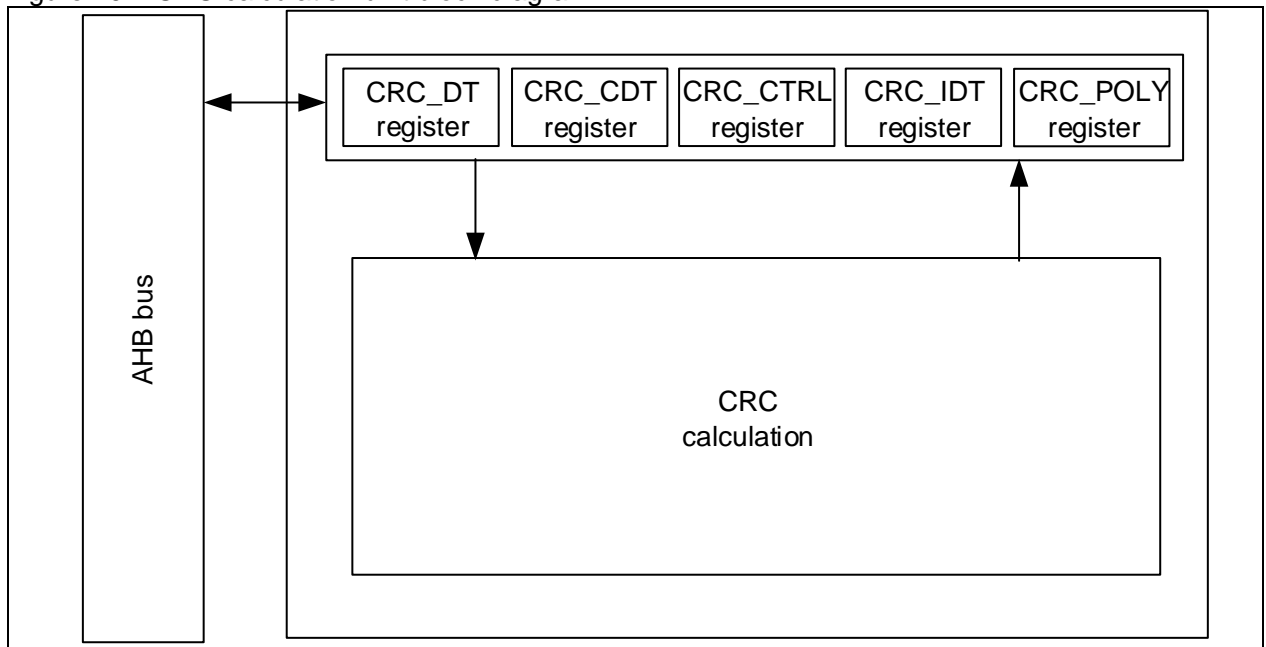 CRC_DT
register
CRC_CDT
register
CRC_CTRL
register
CRC_IDT
register
CRC_POLY
register
AHB bus
CRC
calculation